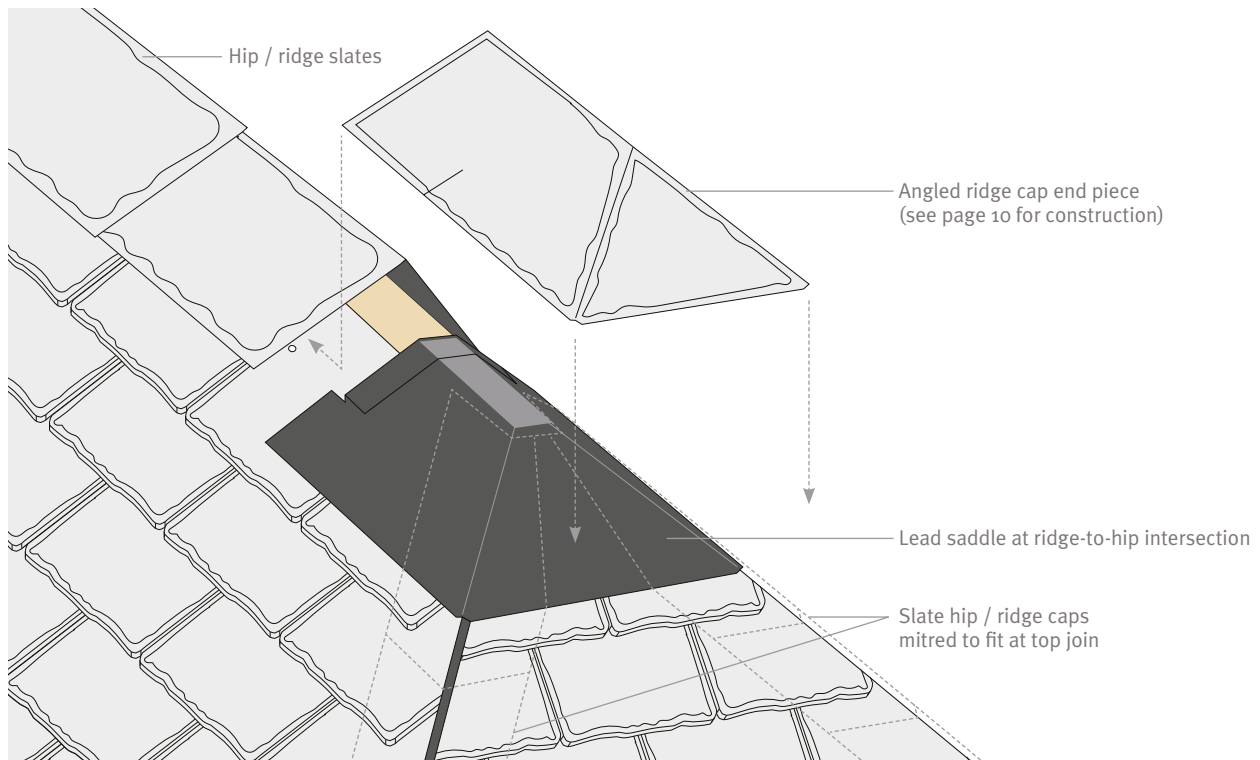 Hip / ridge slates
Angled ridge cap end piece
(see page 10 for construction)
Lead saddle at ridge-to-hip intersection
Slate hip / ridge caps
mitred to fit at top join